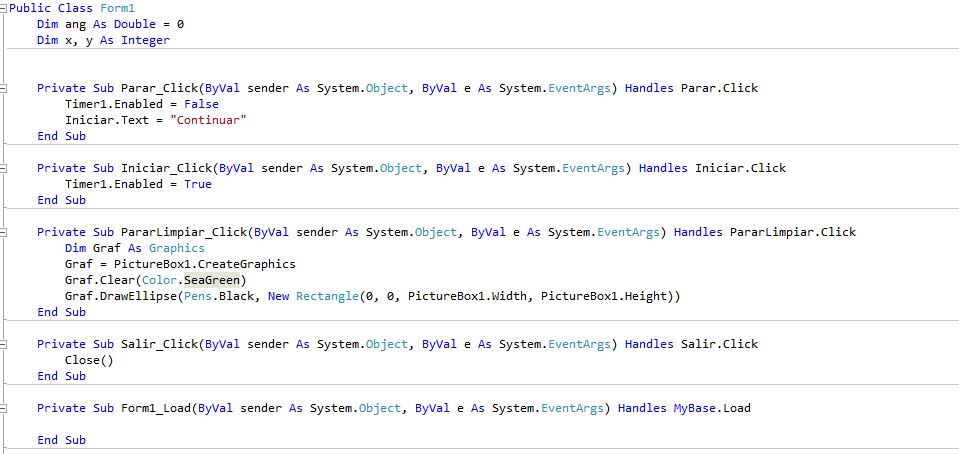 Public Class Form1
Dim ang As Double = 0
Dim x, y As Integer
Private Sub Parar_Click(ByVal sender As System.Object, ByVal e As System.EventArgs) Handles Parar.Click
Timer1.Enabled = False
Iniciar.Text = "Continuar"
End Sub
Private Sub Iniciar_Click(ByVal sender As System.Object, ByVal e As System.EventArgs) Handles Iniciar.Click
Timer1.Enabled = True
End Sub
Private Sub PararLimpiar_Click(ByVal sender As System.Object, ByVal e As System.EventArgs) Handles PararLimpiar.Click
Dim Graf As Graphics
Graf = PictureBox1.CreateGraphics
Graf.Clear(Color.SeaGreen)
Graf.DrawEllipse(Pens.Black, New Rectangle(0, 0, PictureBox1.Width, PictureBox1.Height))
End Sub
Private Sub Salir_Click(ByVal sender As System.Object, ByVal e As System.EventArgs) Handles Salir.Click
Close()
End Sub
Private Sub Form1_Load(ByVal sender As System.Object, ByVal e As System.EventArgs) Handles MyBase.Load
End Sub